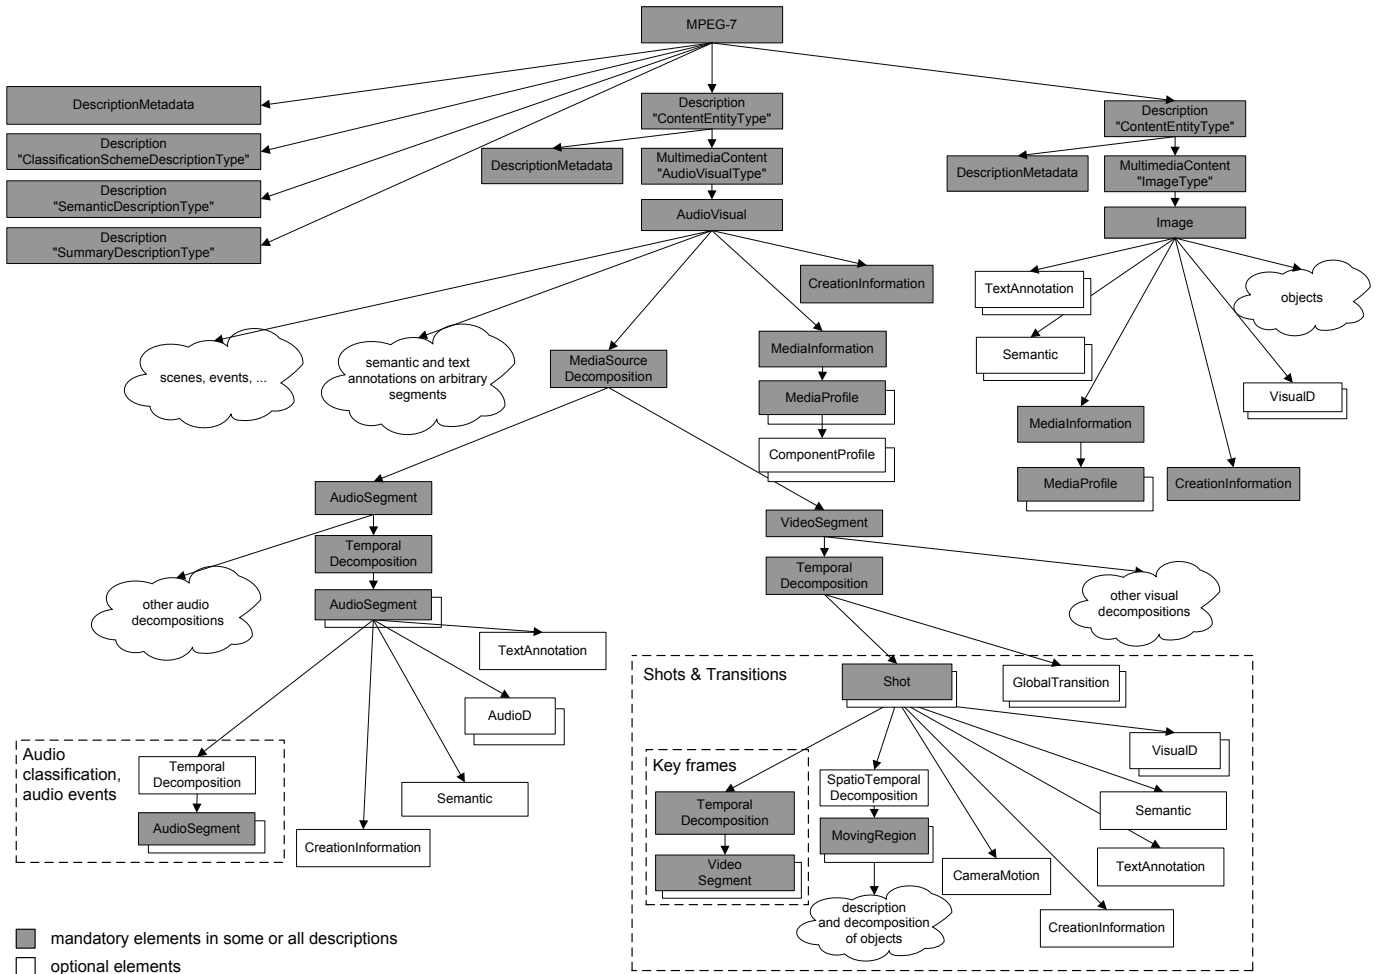 MPEG-7
DescriptionMetadata
Description
"ClassificationSchemeDescriptionType"
Description
"SemanticDescriptionType"
Description
"SummaryDescriptionType"
Description
"ContentEntityType"
DescriptionMetadata
MultimediaContent
"AudioVisualType"
AudioVisual
Description
"ContentEntityType"
DescriptionMetadata
MultimediaContent
"ImageType"
Image
CreationInformation
TextAnnotation
objects
scenes, events, ...
semantic and text
annotations on arbitrary
segments
MediaSource
Decomposition
MediaInformation
MediaProfile
ComponentProfile
Semantic
VisualD
MediaInformation
MediaProfile
CreationInformation
AudioSegment
Temporal
Decomposition
AudioSegment
other audio
decompositions
TextAnnotation
AudioD
Semantic
CreationInformation
Audio
classification,
audio events
Temporal
Decomposition
AudioSegment
VideoSegment
Temporal
Decomposition
other visual
decompositions
Shots & Transitions
Shot
GlobalTransition
Key frames
Temporal
Decomposition
Video
Segment
SpatioTemporal
Decomposition
MovingRegion
description
and decomposition
of objects
CameraMotion
VisualD
Semantic
TextAnnotation
CreationInformation
mandatory elements in some or all descriptions
optional elements